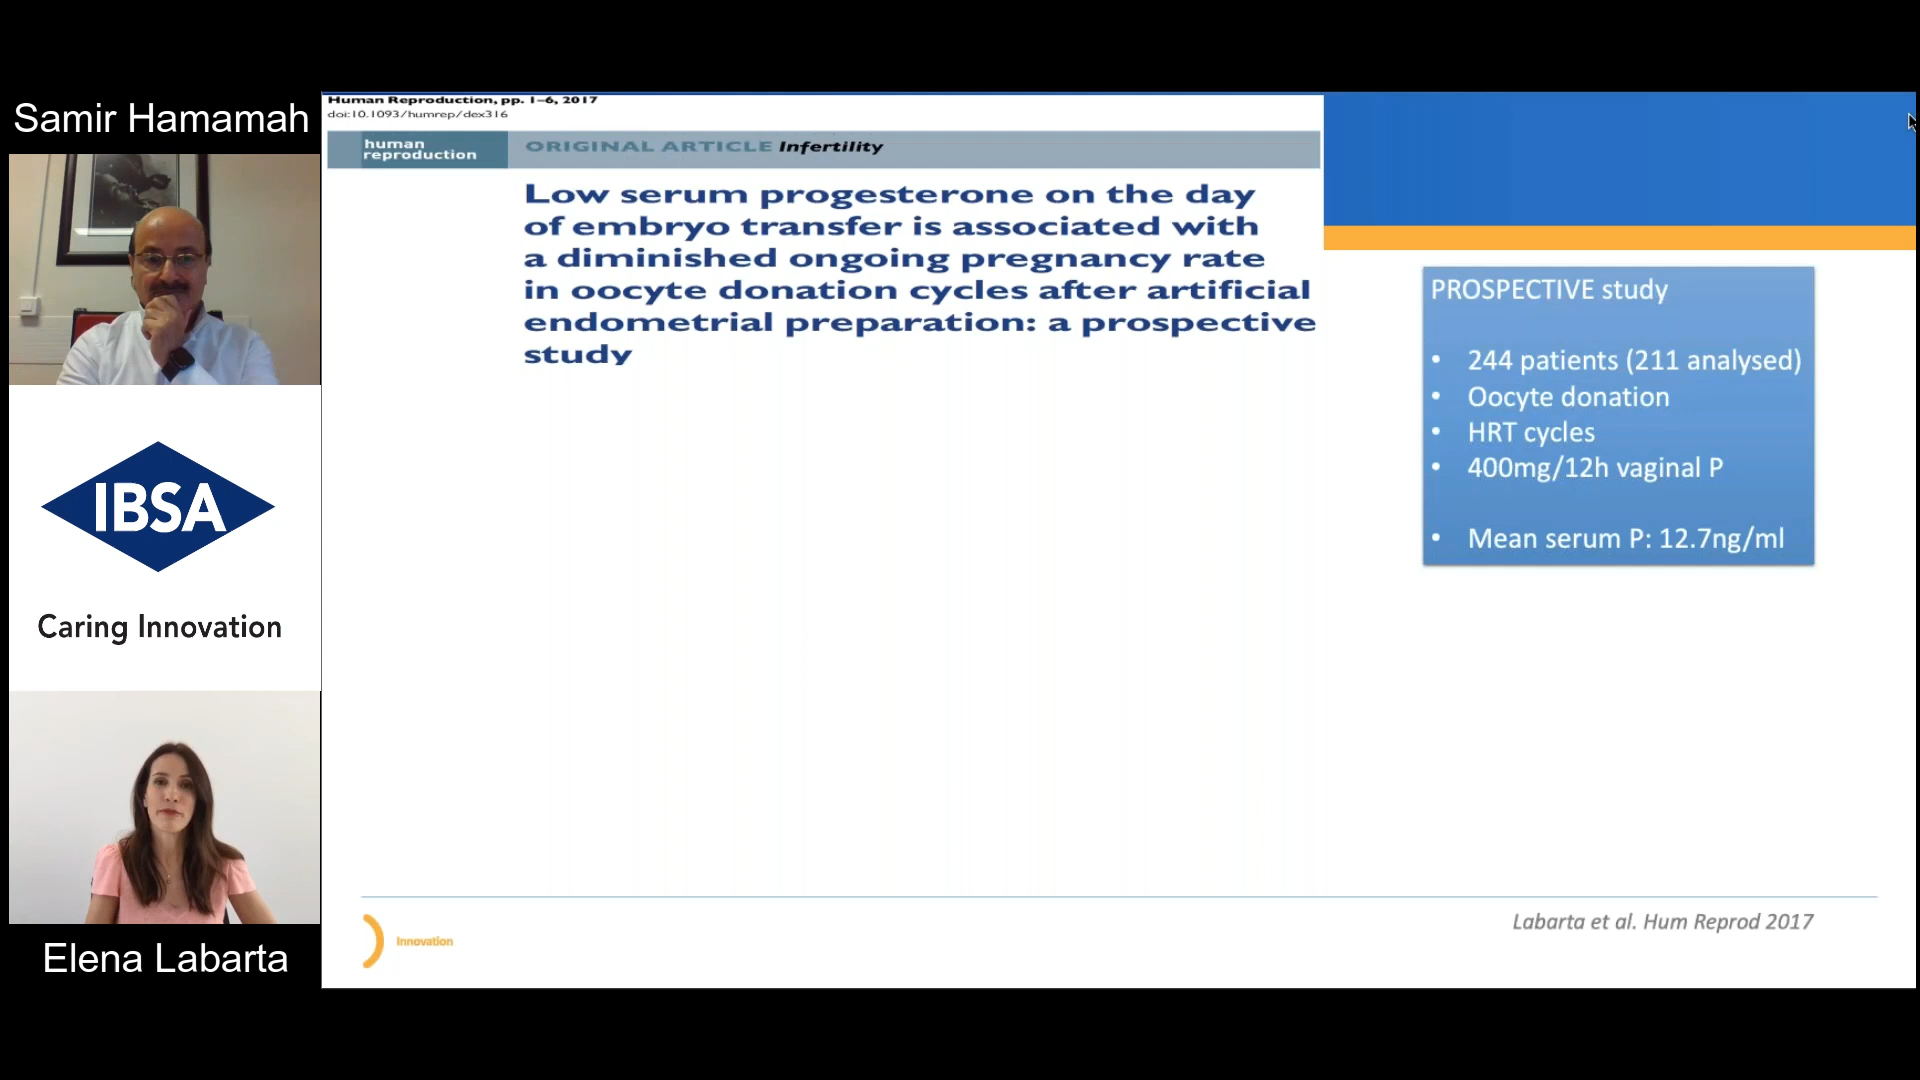 Samir Hamamah
IBSA
Caring Innovation
Elena Labarta
Human Reproduction, pp. 1–6, 2017
doi:10.1093/humrep/dex316
human
reproduction
ORIGINAL ARTICLE Infertility
Low serum progesterone on the day
of embryo transfer is associated with
a diminished ongoing pregnancy rate
in oocyte donation cycles after artificial
endometrial preparation: a prospective
study
PROSPECTIVE study
• 244 patients (211 analysed)
• Oocyte donation
• HRT cycles
• 400mg/12h vaginal P
• Mean serum P: 12.7ng/ml
Innovation
Labarta et al. Hum Reprod 2017